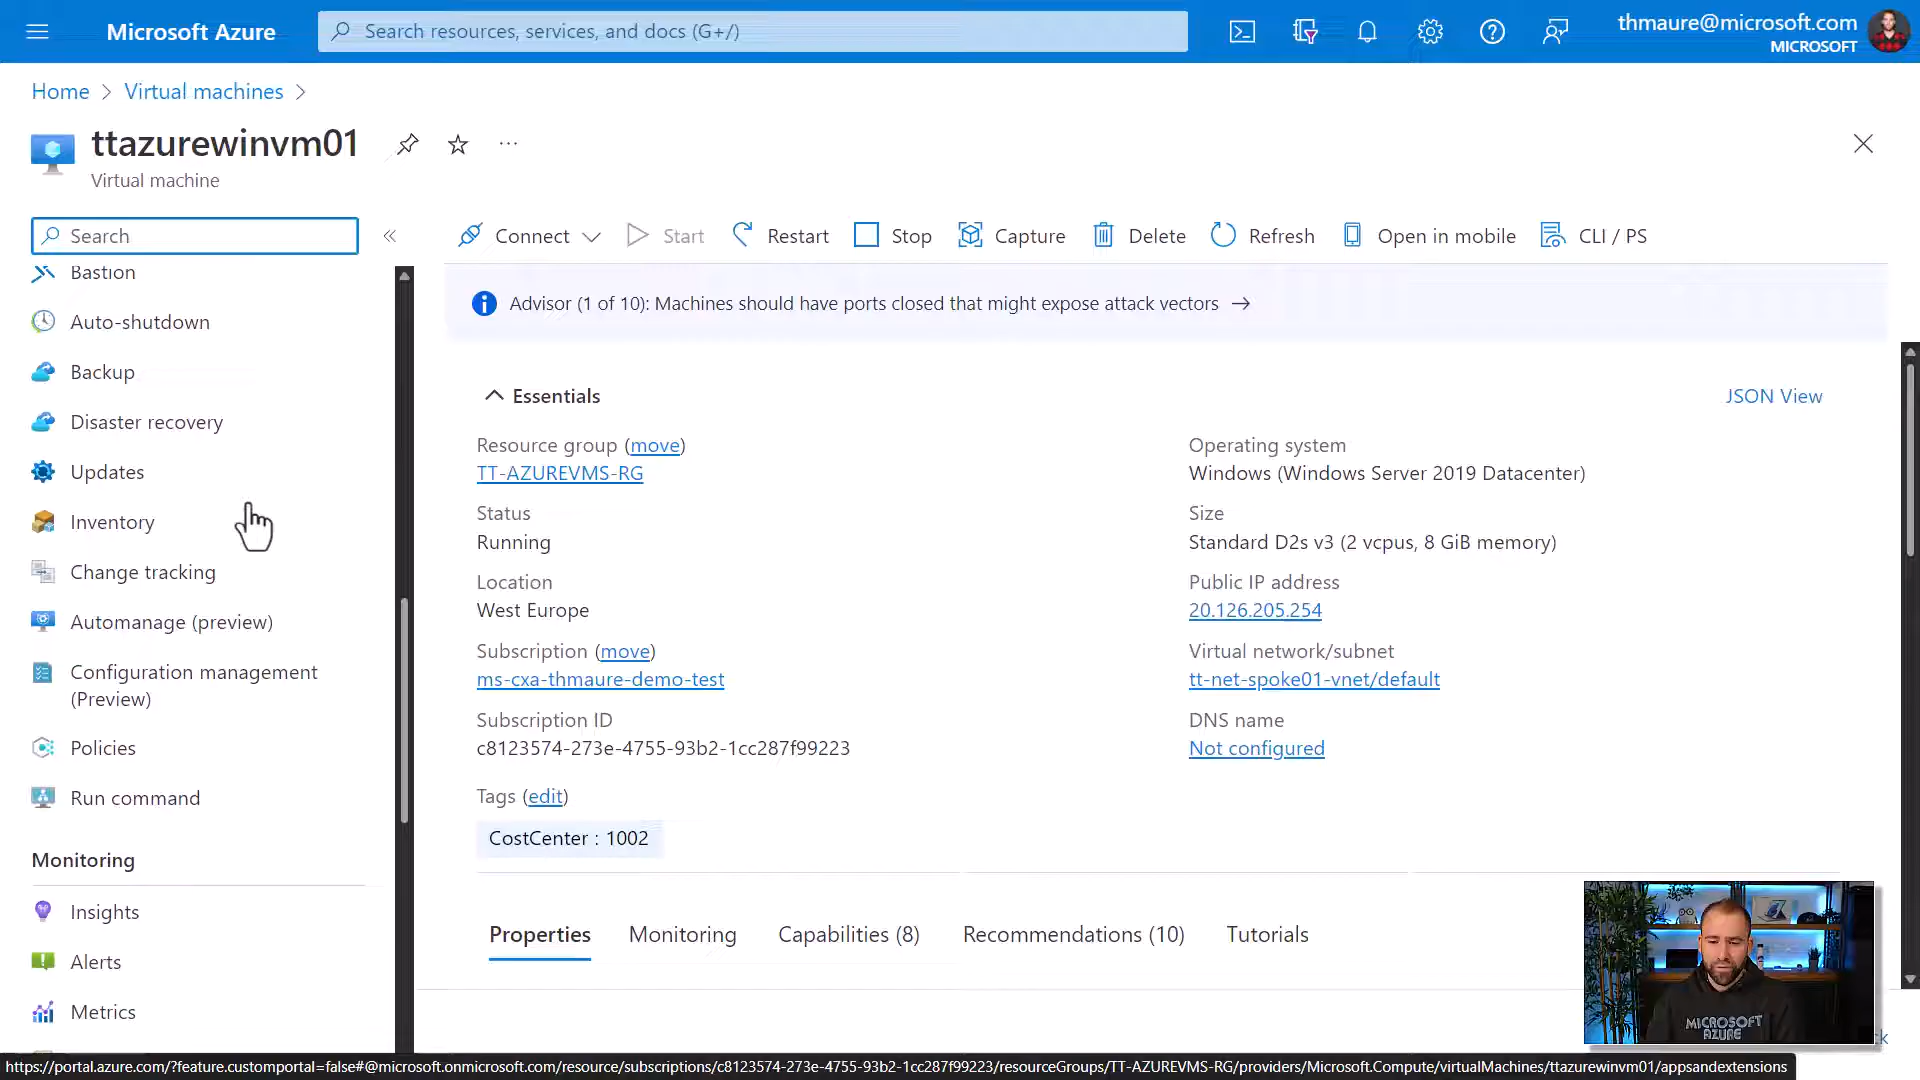 Microsoft Azure
Search resources, services, and docs (G+/)
thmaure@microsoft.com
MICROSOFT
Home > Virtual machines >
ttazurewinvm01
Virtual machine
Search
Connect
Start
Restart
Stop
Capture
Delete
Refresh
Open in mobile
CLI / PS
Bastion
Auto-shutdown
Backup
Disaster recovery
Updates
Inventory
Change tracking
Automanage (preview)
Configuration management
(Preview)
Policies
Run command
Monitoring
Insights
Alerts
Metrics
Advisor (1 of 10): Machines should have ports closed that might expose attack vectors →
Essentials
JSON View
Resource group (move)
TT-AZUREVMS-RG
Status
Running
Location
West Europe
Subscription (move)
ms-cxa-thmaure-demo-test
Subscription ID
c8123574-273e-4755-93b2-1cc287f99223
Operating system
Windows (Windows Server 2019 Datacenter)
Size
Standard D2s v3 (2 vcpus, 8 GiB memory)
Public IP address
20.126.205.254
Virtual network/subnet
tt-net-spoke01-vnet/default
DNS name
Not configured
Tags (edit)
CostCenter : 1002
Properties
Monitoring
Capabilities (8)
Recommendations (10)
Tutorials
MICROSOFT
AZURE
https://portal.azure.com/?feature.customportal=false#@microsoft.onmicrosoft.com/resource/subscriptions/c8123574-273e-4755-93b2-1cc287f99223/resourceGroups/TT-AZUREVMS-RG/providers/Microsoft.Compute/virtualMachines/ttazurewinvm01/appsandextensions